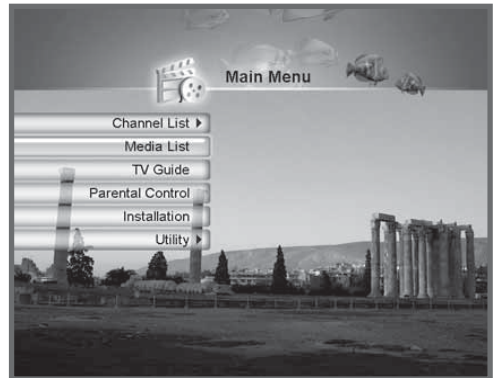 Main Menu
Channel List
Media List
TV Guide
Parental Control
Installation
Utility